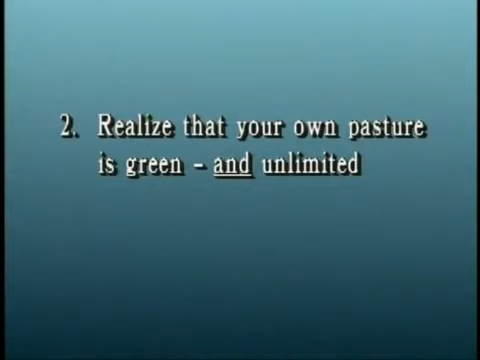 2. Realize that your own pasture
is green – and unlimited